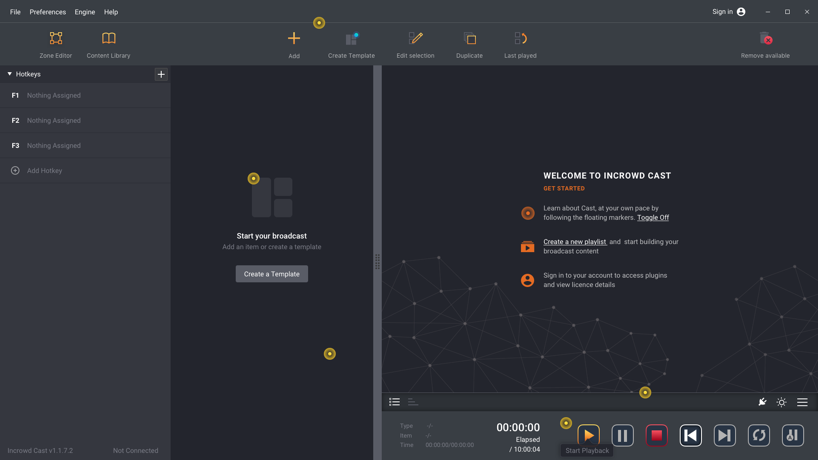 File Preferences Engine Help Sign in
Zone Editor Content Library Add Create Template Edit selection Duplicate Last played Remove available
Hotkeys
F1 Nothing Assigned
F2 Nothing Assigned
F3 Nothing Assigned
Add Hotkey
Start your broadcast
Add an item or create a template
Create a Template
WELCOME TO INCROWD CAST
GET STARTED
Learn about Cast, at your own pace by
following the floating markers. Toggle Off
Create a new playlist and start building your
broadcast content
Sign in to your account to access plugins
and view licence details
Type -/-
Item -/-
Time 00:00:00/00:00:00
00:00:00
Elapsed
/ 10:00:04
Start Playback
Incrowd Cast v1.1.7.2 Not Connected